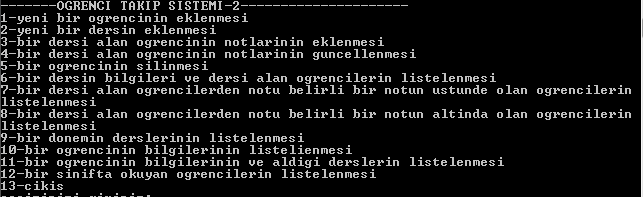 -------OGRENCI TAKIP SISTEMI-2---------------------
1-yeni bir ogrencinin eklenmesi
2-yeni bir dersin eklenmesi
3-bir dersi alan ogrencinin notlarinin eklenmesi
4-bir dersi alan ogrencinin notlarinin guncellenmesi
5-bir ogrencinin silinmesi
6-bir dersin bilgileri ve dersi alan ogrencilerin listelenmesi
7-bir dersi alan ogrencilerden notu belirli bir notun ustunde olan ogrencilerin
listelenmesi
8-bir dersi alan ogrencilerden notu belirli bir notun altinda olan ogrencilerin
listelenmesi
9-bir donemin derslerinin listelenmesi
10-bir ogrencinin bilgilerinin listelienmesi
11-bir ogrencinin bilgilerinin ve aldigi derslerin listelenmesi
12-bir sinifta okuyan ogrencilerin listelenmesi
13-cikis